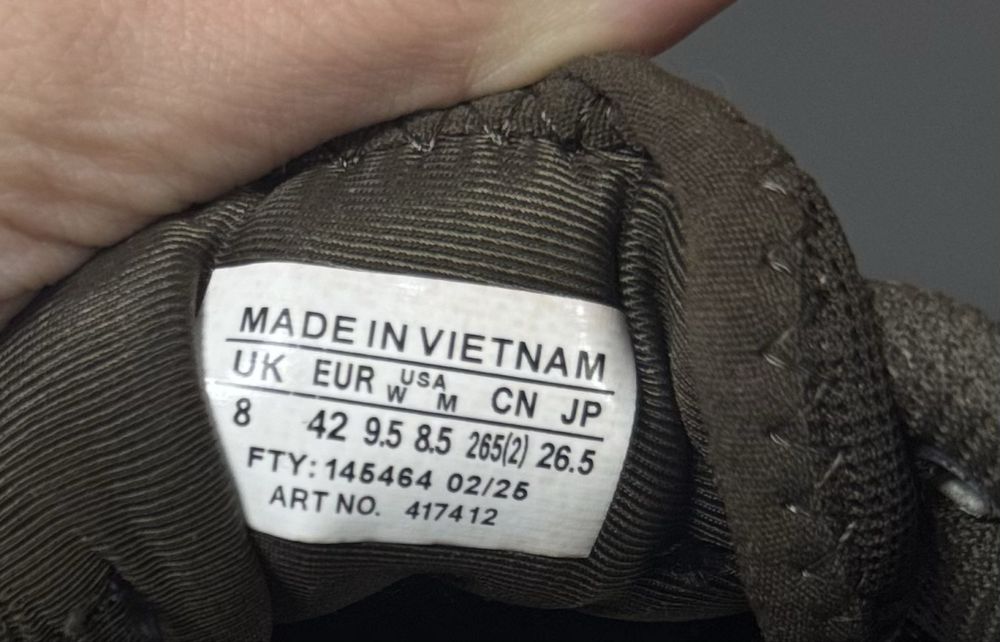 MADE IN VIETNAM
UK EUR USA W M CN JP
8 42 9.5 8.5 265(2) 26.5
FTY: 145464 02/25
ART NO. 417412